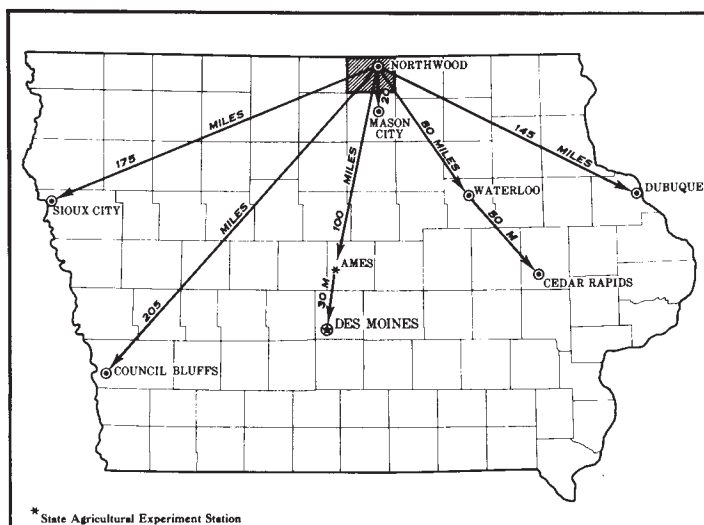 NORTHWOOD
20
MASON
CITY
175 MILES
205 MILES
100 MILES
80 MILES
145 MILES
SIOUX CITY
WATERLOO
DUBUQUE
50 M
*AMES
CEDAR RAPIDS
30 M
DES MOINES
COUNCIL BLUFFS
* State Agricultural Experiment Station